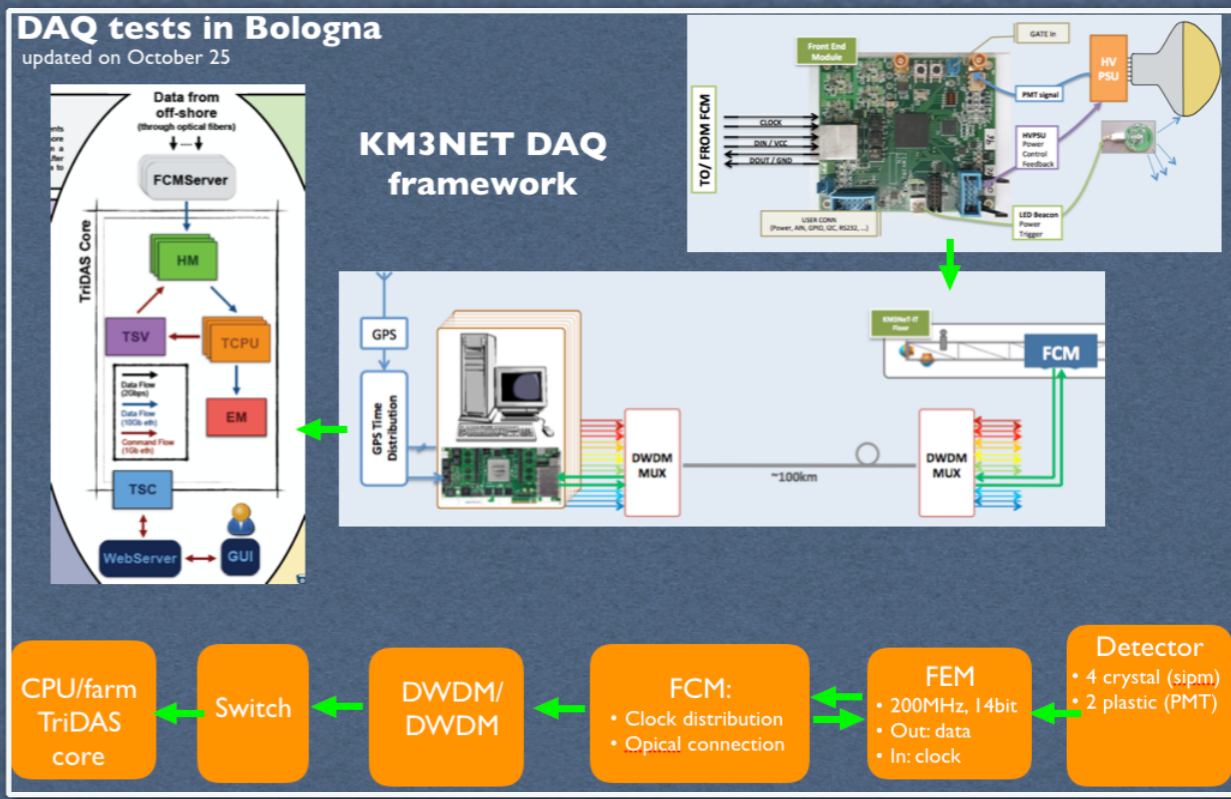 DAQ tests in Bologna
updated on October 25
KM3NET DAQ
framework
Data from
off-shore
(through optical fibers)
FCMServer
TriDAS Core
HM
TSV
TCPU
Data Flow
(2Gbps)
Data Flow
(10Gb eth)
Command Flow
(1Gb eth)
EM
TSC
WebServer
GUI
Front End
Module
GATE In
HV
PSU
PMT signal
TO/ FROM FCM
CLOCK
DIN / VCC
DOUT / GND
HVPSU
Power
Control
Feedback
LED Beacon
Power
Trigger
USER CONN
(Power, AIN, GPIO, I2C, RS232, ...)
GPS
GPS Time
Distribution
DWDM
MUX
~100km
DWDM
MUX
KM3NeT-IT
Floor
FCM
CPU/farm
TriDAS
core
Switch
DWDM/
DWDM
FCM:
• Clock distribution
• Opical connection
FEM
• 200MHz, 14bit
• Out: data
• In: clock
Detector
• 4 crystal (sipm)
• 2 plastic (PMT)